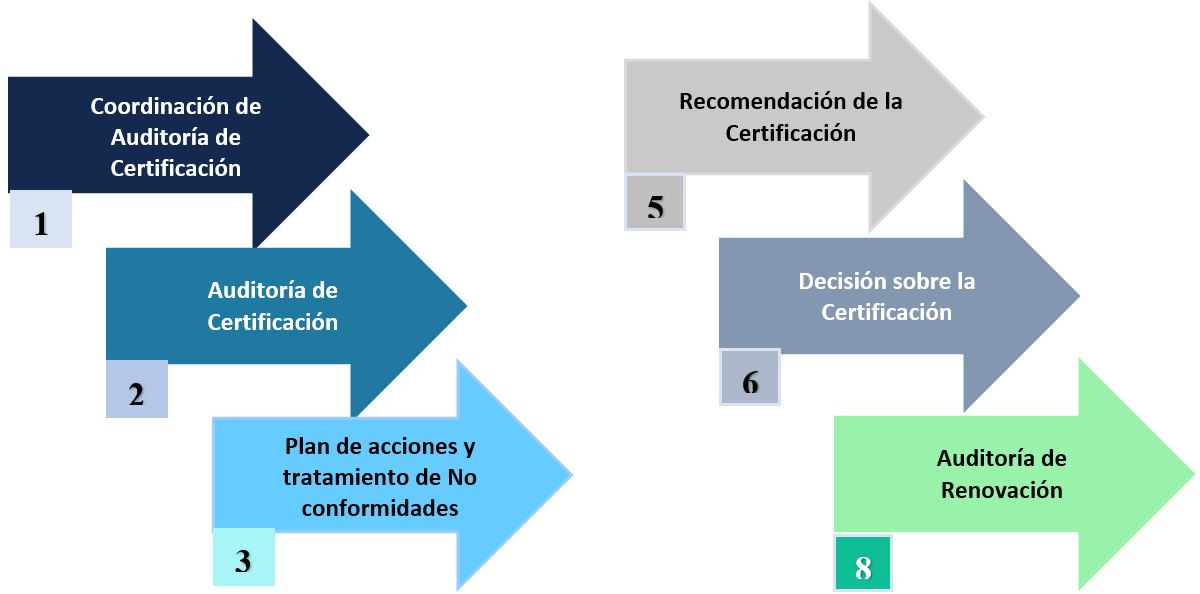 Coordinación de
Auditoría de
Certificación
1
Auditoría de
Certificación
2
Plan de acciones y
tratamiento de No
conformidades
3
Recomendación de la
Certificación
5
Decisión sobre la
Certificación
6
Auditoría de
Renovación
8